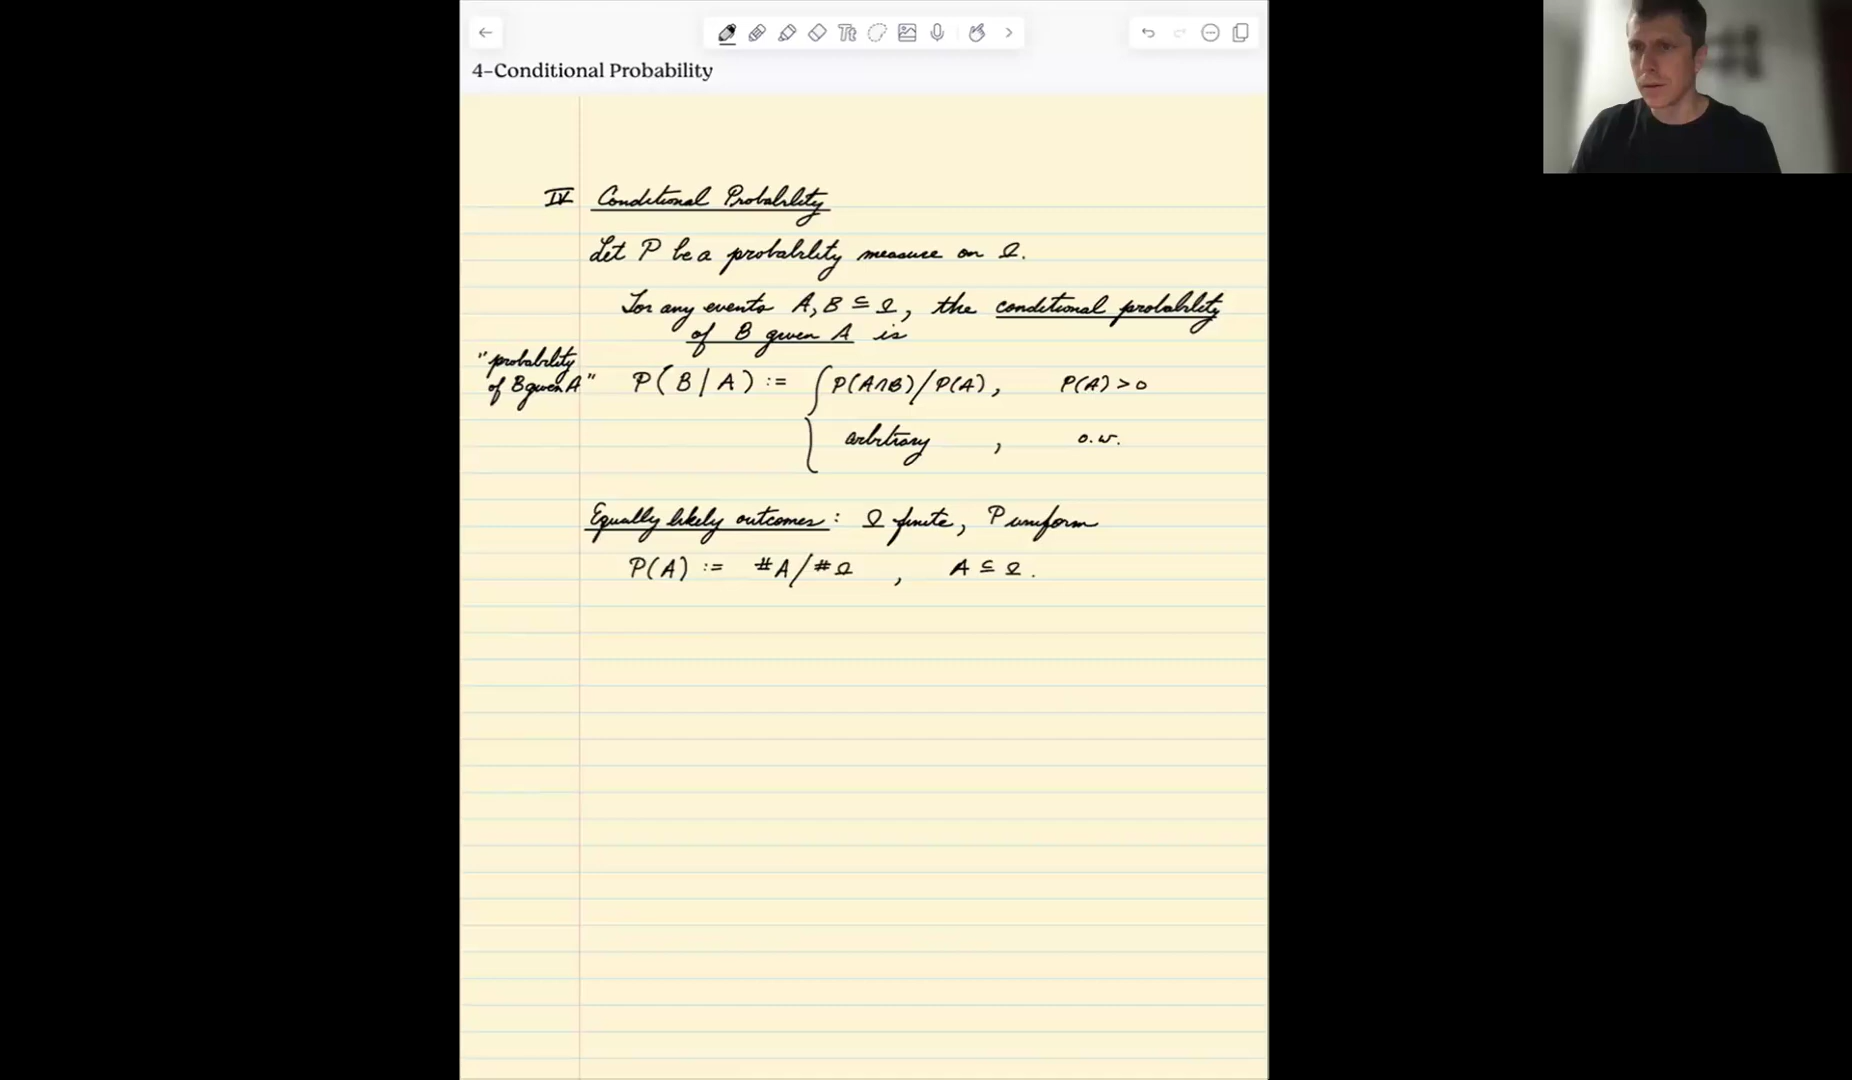 4-Conditional Probability
IV Conditional Probability
Let P be a probability measure on Ω.
For any events A, B ⊆ Ω, the conditional probability
of B given A is
"probability
of B given A"
P(B|A) := { P(A∩B)/P(A), P(A)>0
arbitrary , o.w.
Equally likely outcomes: Ω finite, P uniform
P(A) := #A/#Ω , A ⊆ Ω.